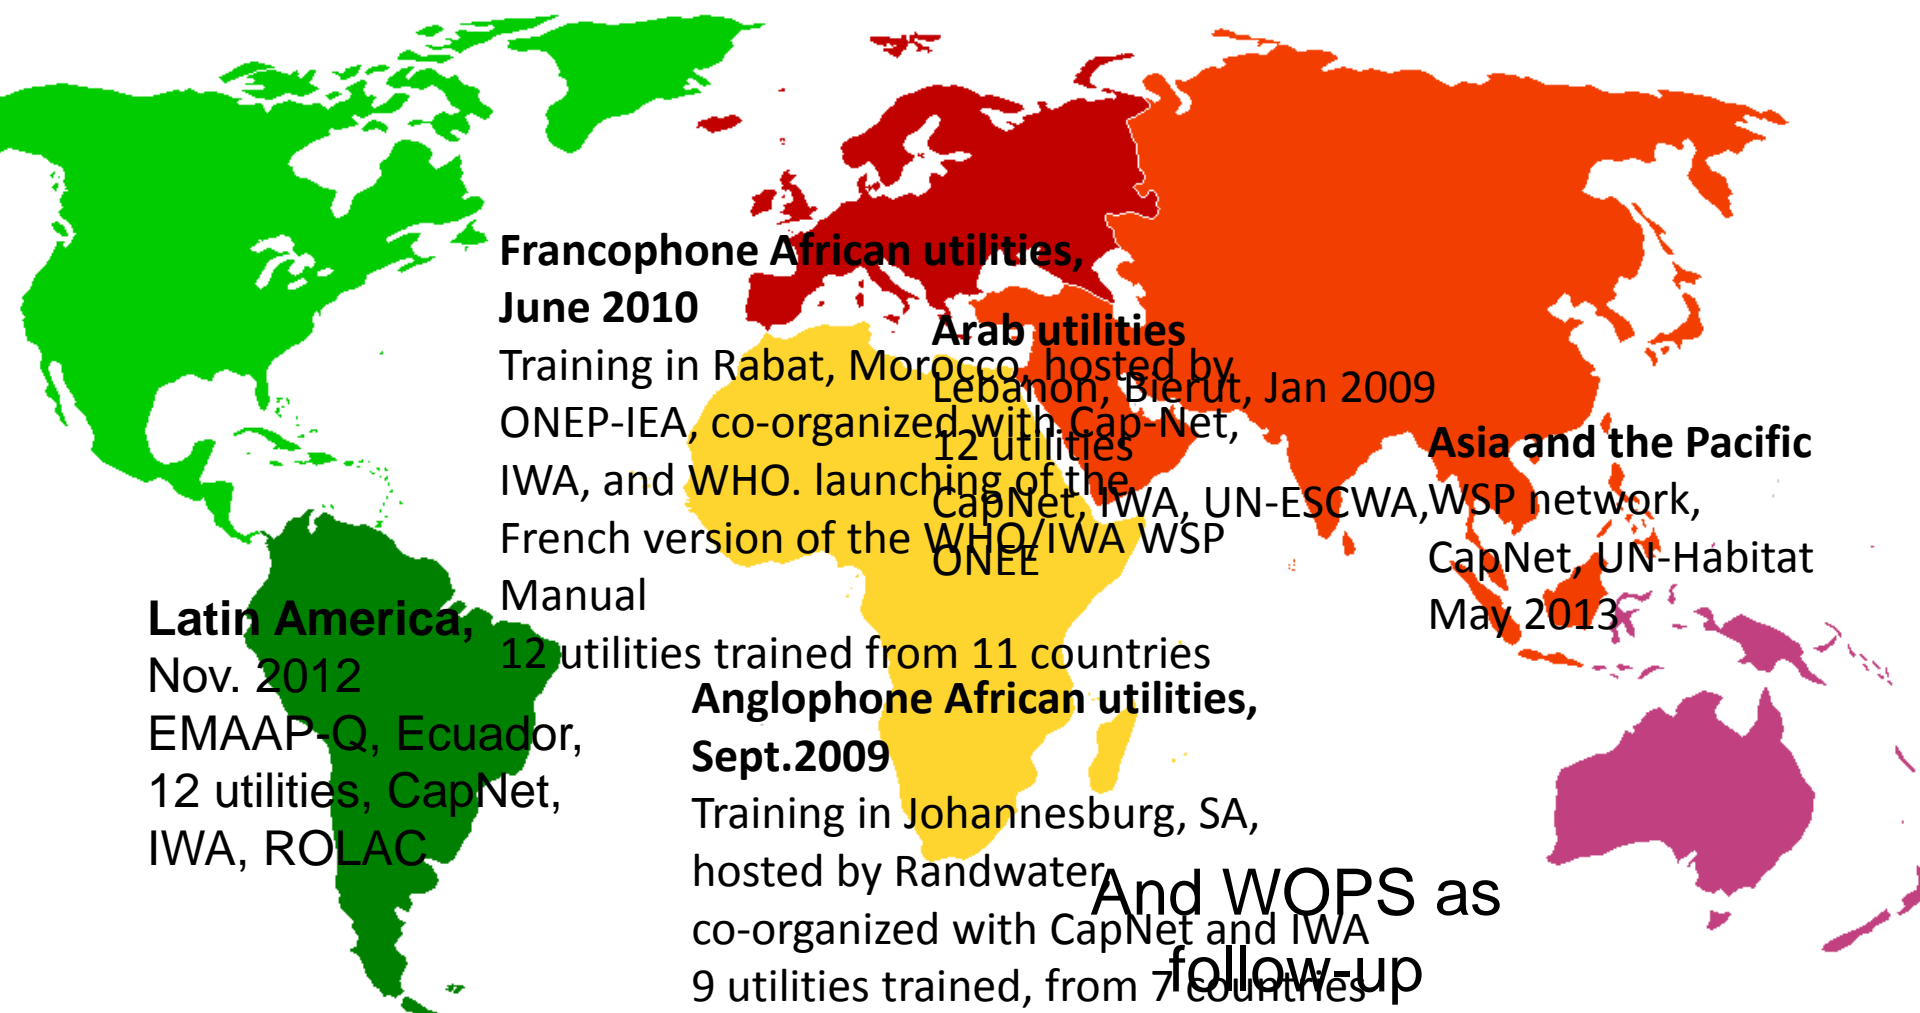 Francophone African utilities,
June 2010
Training in Rabat, Morocco, hosted by
ONEP-IEA, co-organized with Cap-Net,
IWA, and WHO. launching of the
French version of the WHO/IWA WSP
Manual
12 utilities trained from 11 countries
Arab utilities
Lebanon, Bierut, Jan 2009
12 utilities
CapNet, IWA, UN-ESCWA,
ONEE
Asia and the Pacific
WSP network,
CapNet, UN-Habitat
May 2013
Latin America,
Nov. 2012
EMAAP-Q, Ecuador,
12 utilities, CapNet,
IWA, ROLAC
Anglophone African utilities,
Sept.2009
Training in Johannesburg, SA,
hosted by Randwater,
co-organized with CapNet and IWA
9 utilities trained, from 7 countries
And WOPS as
follow-up